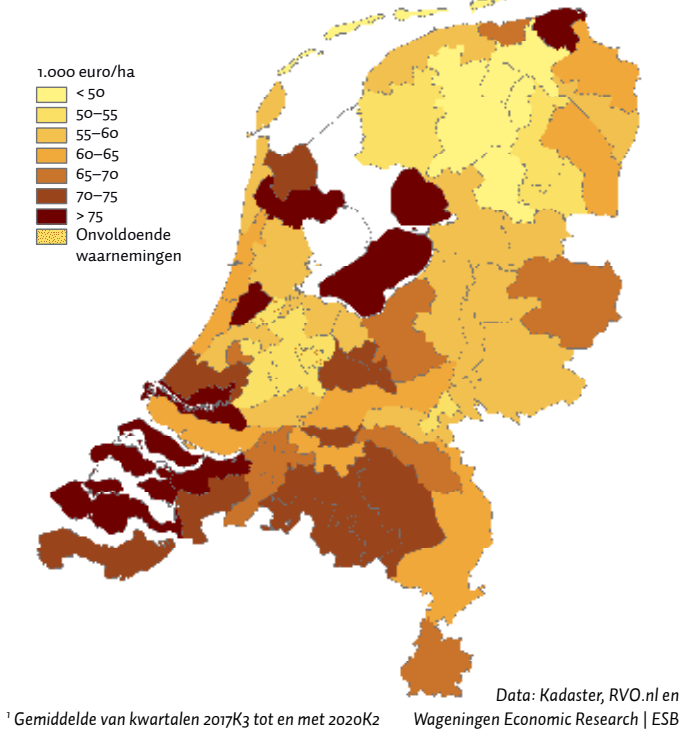 1.000 euro/ha
< 50
50–55
55–60
60–65
65–70
70–75
> 75
Onvoldoende
waarnemingen
Data: Kadaster, RVO.nl en
¹ Gemiddelde van kwartalen 2017K3 tot en met 2020K2
Wageningen Economic Research | ESB